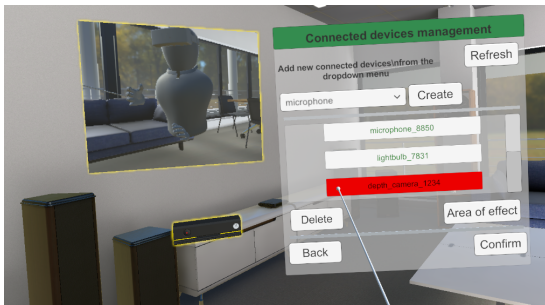 Connected devices management
Refresh
Add new connected devices\nfrom the
dropdown menu
microphone
Create
microphone_8850
lightbulb_7831
depth_camera_1234
Delete
Area of effect
Back
Confirm